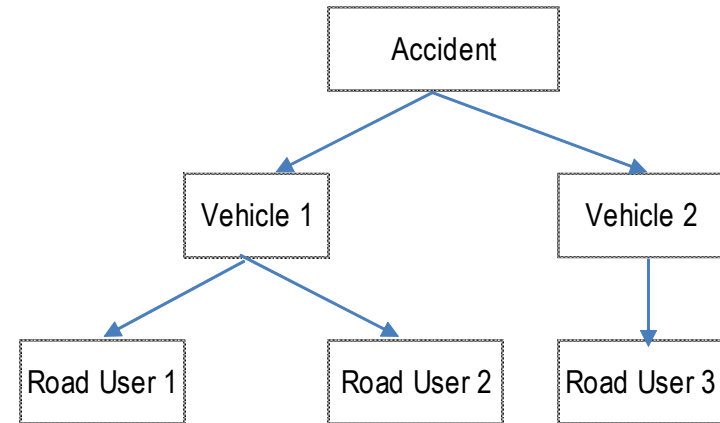 Accident
Vehicle 1
Vehicle 2
Road User 1
Road User 2
Road User 3